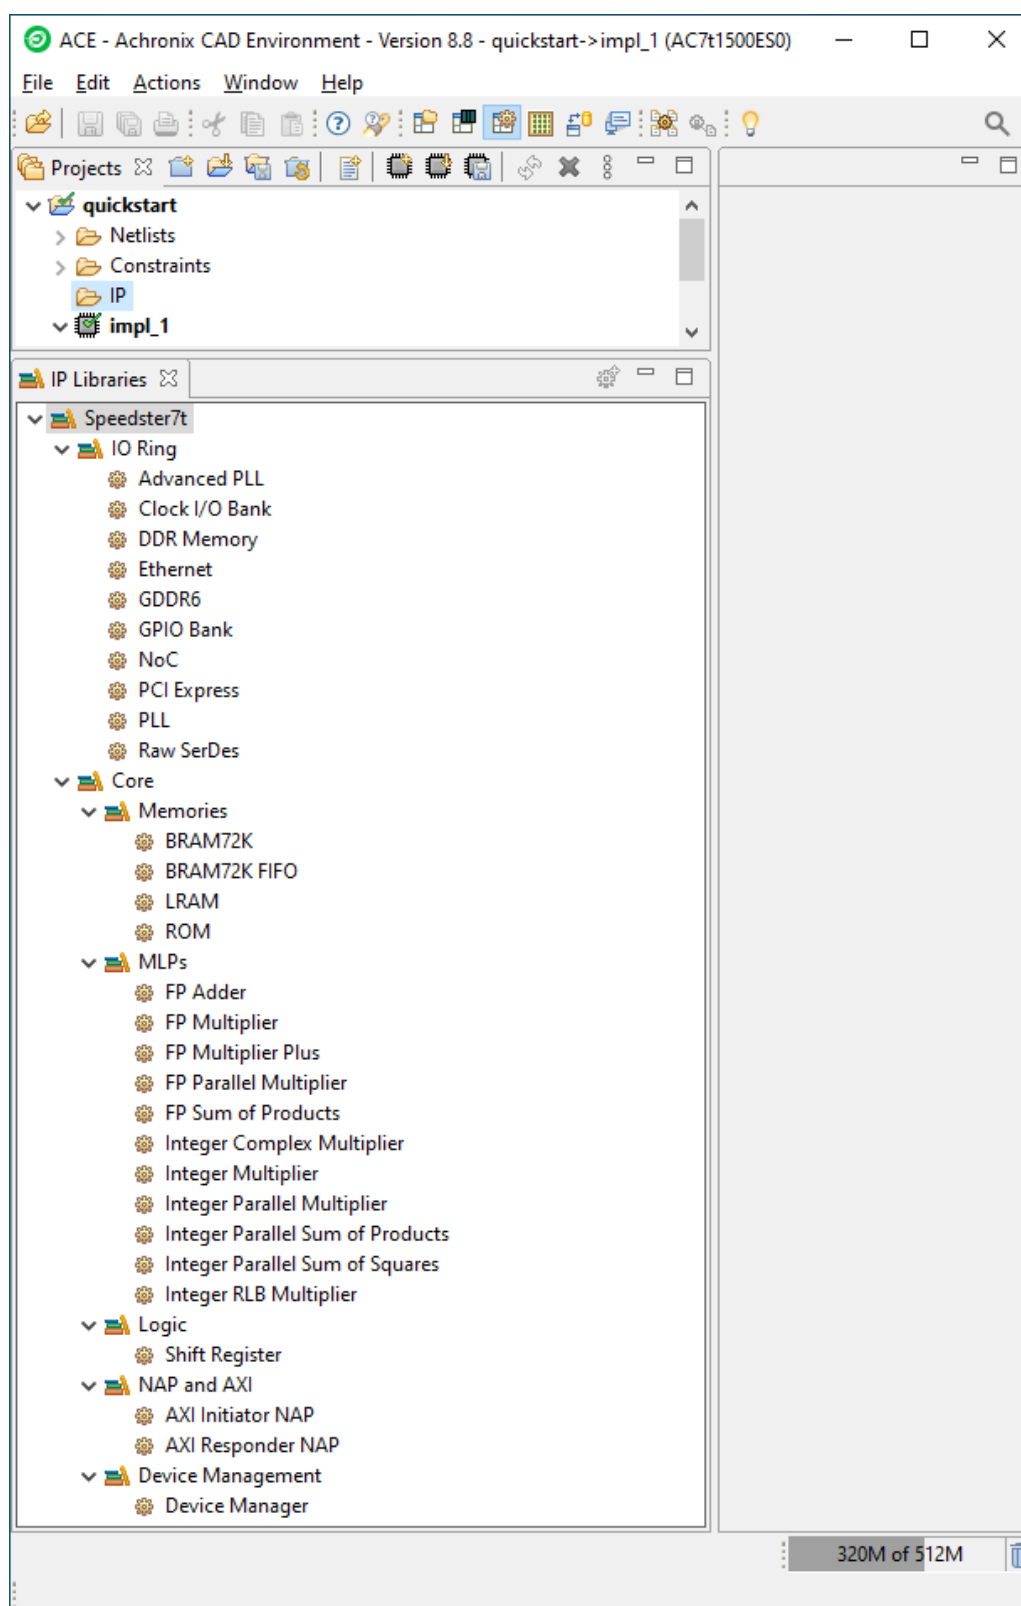 ACE - Achronix CAD Environment - Version 8.8 - quickstart->impl_1 (AC7t1500ES0)
File Edit Actions Window Help
Projects
quickstart
Netlists
Constraints
IP
impl_1
IP Libraries
Speedster7t
IO Ring
Advanced PLL
Clock I/O Bank
DDR Memory
Ethernet
GDDR6
GPIO Bank
NoC
PCI Express
PLL
Raw SerDes
Core
Memories
BRAM72K
BRAM72K FIFO
LRAM
ROM
MLPs
FP Adder
FP Multiplier
FP Multiplier Plus
FP Parallel Multiplier
FP Sum of Products
Integer Complex Multiplier
Integer Multiplier
Integer Parallel Multiplier
Integer Parallel Sum of Products
Integer Parallel Sum of Squares
Integer RLB Multiplier
Logic
Shift Register
NAP and AXI
AXI Initiator NAP
AXI Responder NAP
Device Management
Device Manager
320M of 512M